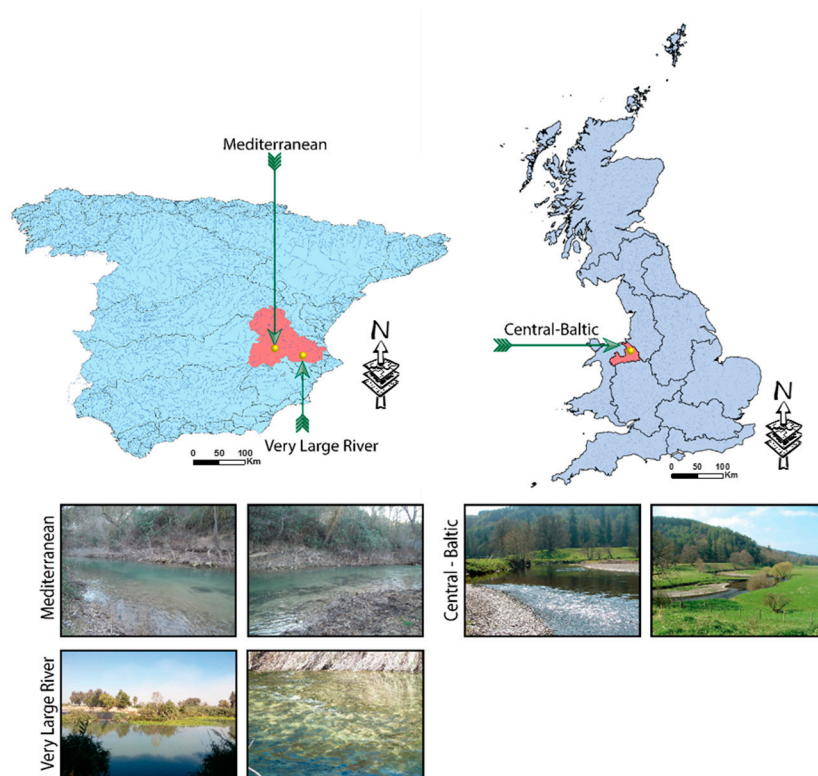 Mediterranean
Central-Baltic
N
N
Very Large River
0 50 100
Km
0 50 100
Km
Mediterranean
Central - Baltic
Very Large River